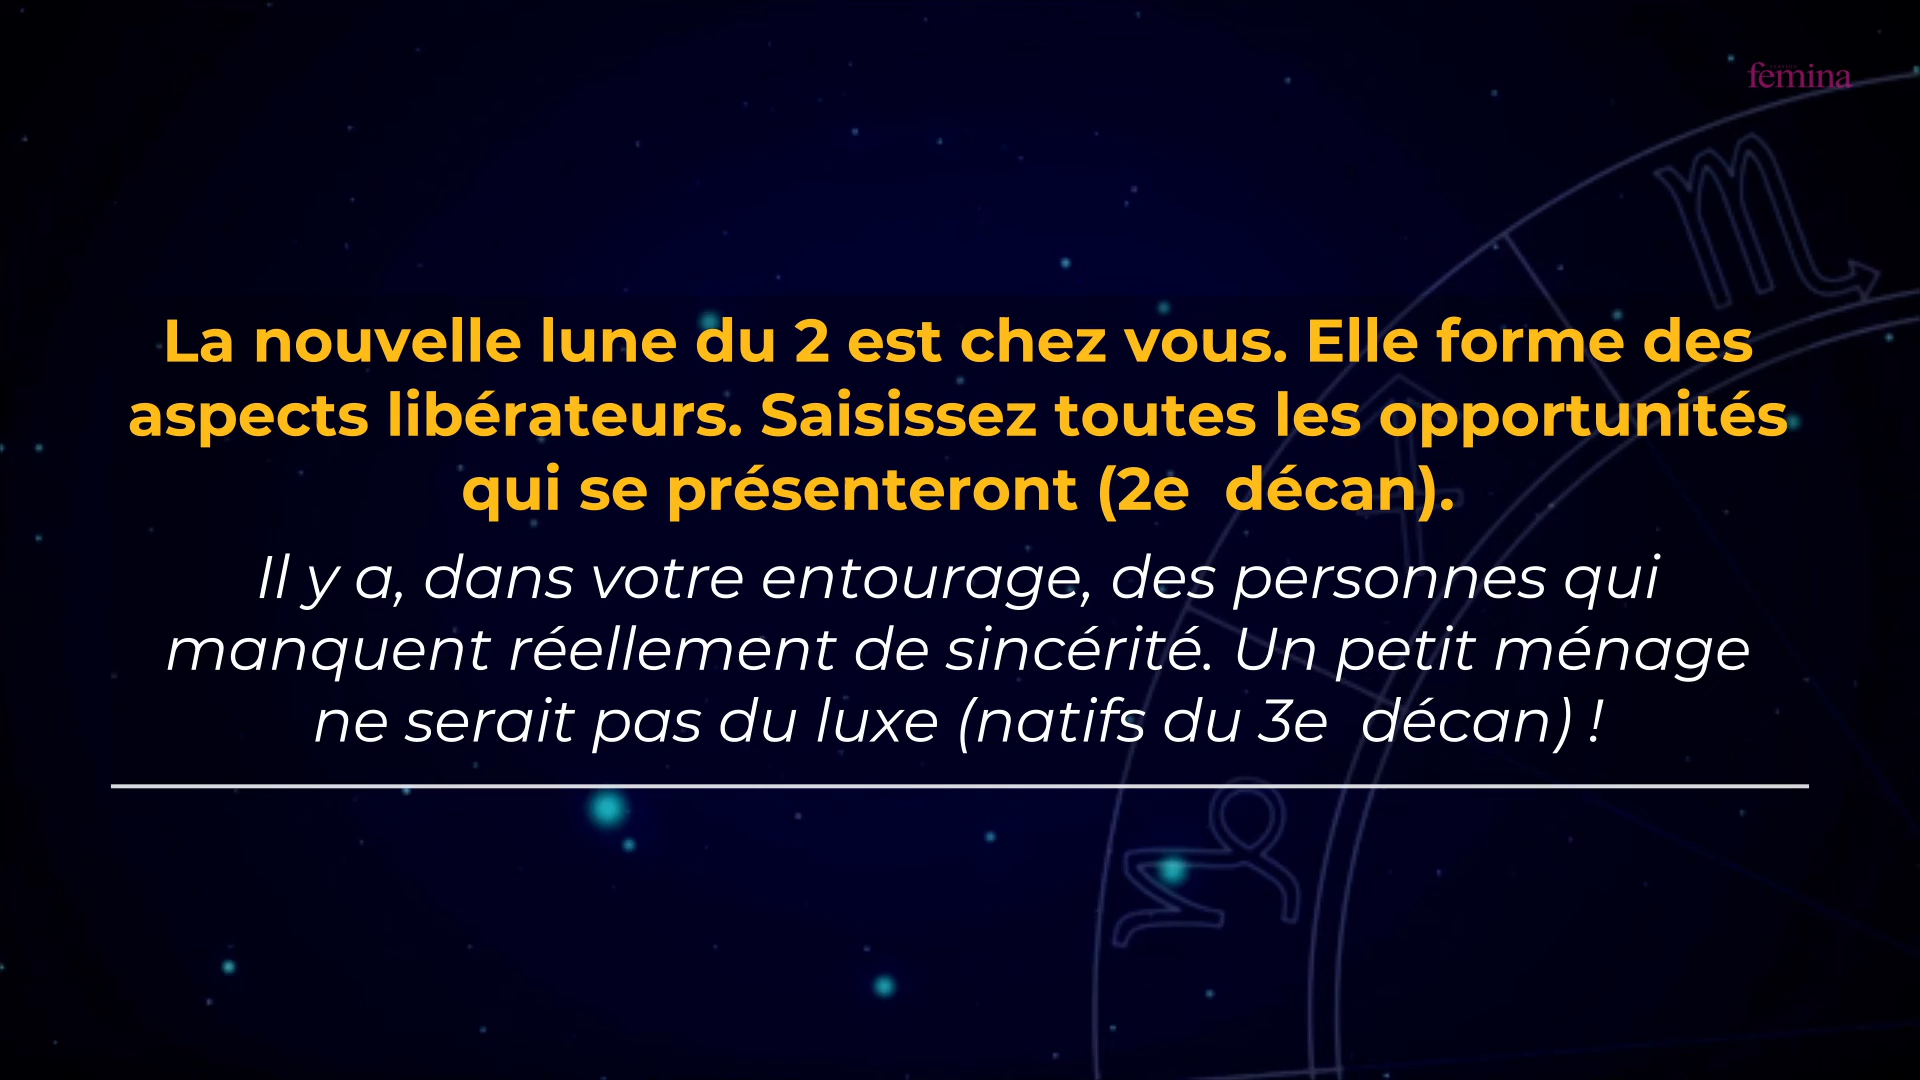 femina
La nouvelle lune du 2 est chez vous. Elle forme des
aspects libérateurs. Saisissez toutes les opportunités
qui se présenteront (2e  décan).
Il y a, dans votre entourage, des personnes qui
manquent réellement de sincérité. Un petit ménage
ne serait pas du luxe (natifs du 3e  décan) !